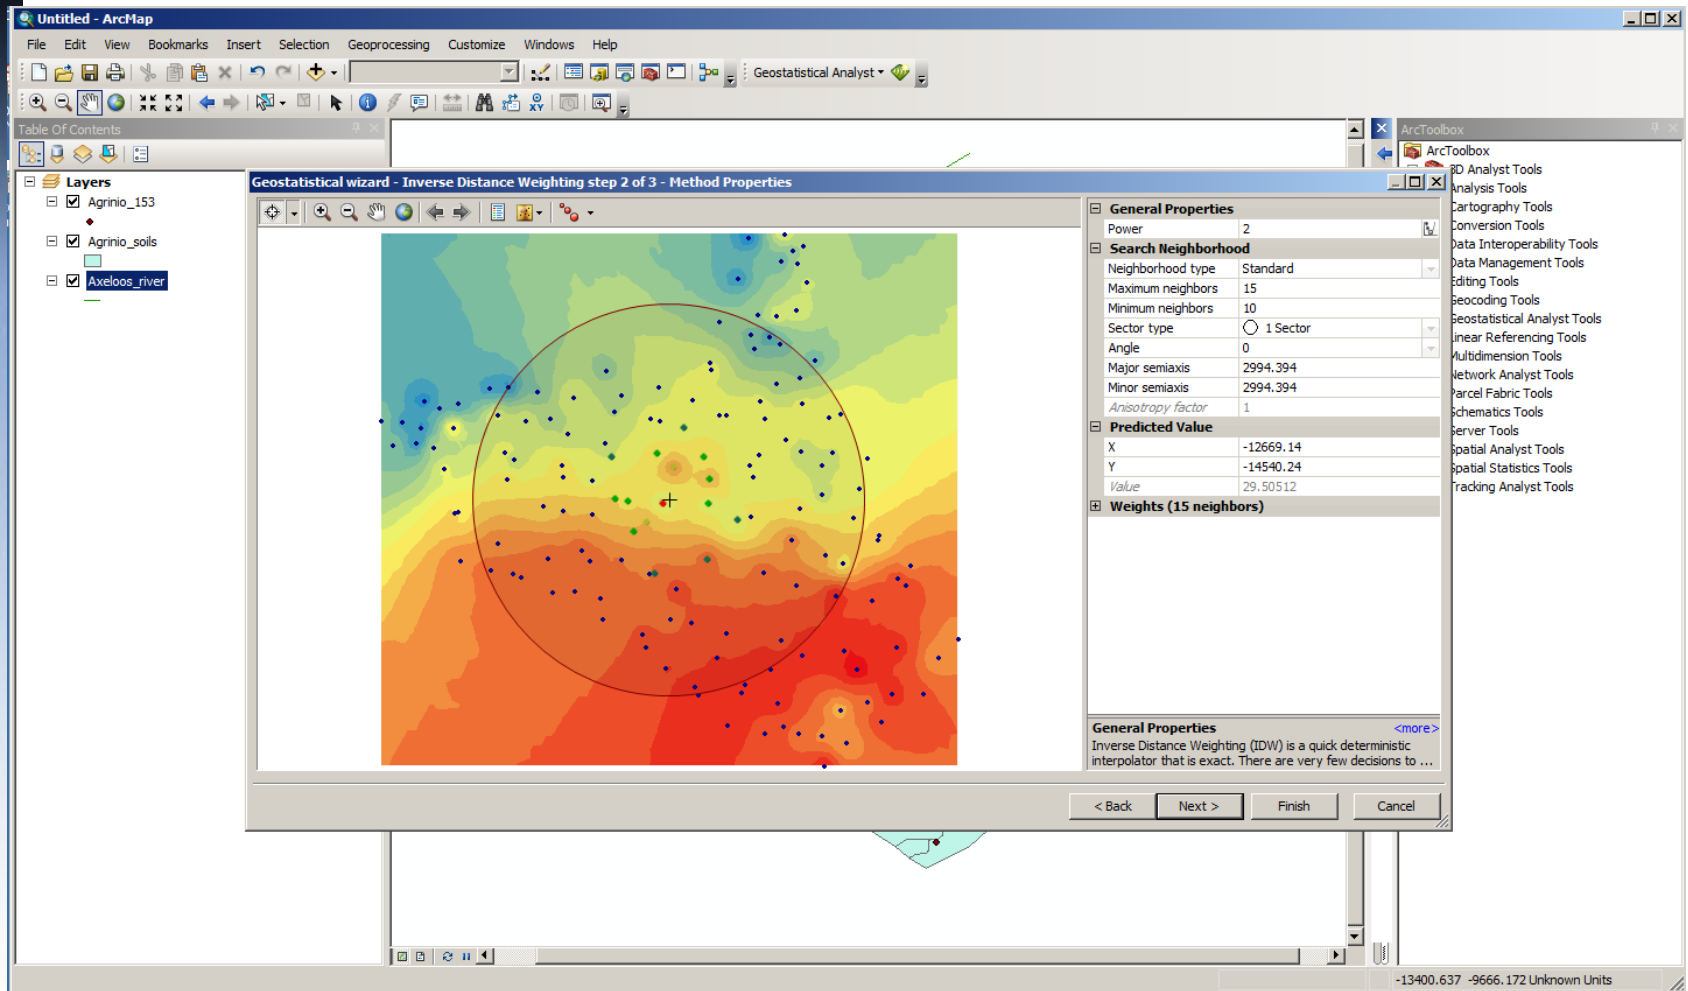 Untitled - ArcMap
File Edit View Bookmarks Insert Selection Geoprocessing Customize Windows Help
Geostatistical Analyst
Table Of Contents
Layers
Agrinio_153
Agrinio_soils
Axeloos_river
Geostatistical wizard - Inverse Distance Weighting step 2 of 3 - Method Properties
General Properties
Power 2
Search Neighborhood
Neighborhood type Standard
Maximum neighbors 15
Minimum neighbors 10
Sector type 1 Sector
Angle 0
Major semiaxis 2994.394
Minor semiaxis 2994.394
Anisotropy factor 1
Predicted Value
X -12669.14
Y -14540.24
Value 29.50512
Weights (15 neighbors)
General Properties <more>
Inverse Distance Weighting (IDW) is a quick deterministic
interpolator that is exact. There are very few decisions to ...
< Back Next > Finish Cancel
ArcToolbox
ArcToolbox
3D Analyst Tools
Analysis Tools
Cartography Tools
Conversion Tools
Data Interoperability Tools
Data Management Tools
Editing Tools
Geocoding Tools
Geostatistical Analyst Tools
Linear Referencing Tools
Multidimension Tools
Network Analyst Tools
Parcel Fabric Tools
Schematics Tools
Server Tools
Spatial Analyst Tools
Spatial Statistics Tools
Tracking Analyst Tools
-13400.637 -9666.172 Unknown Units